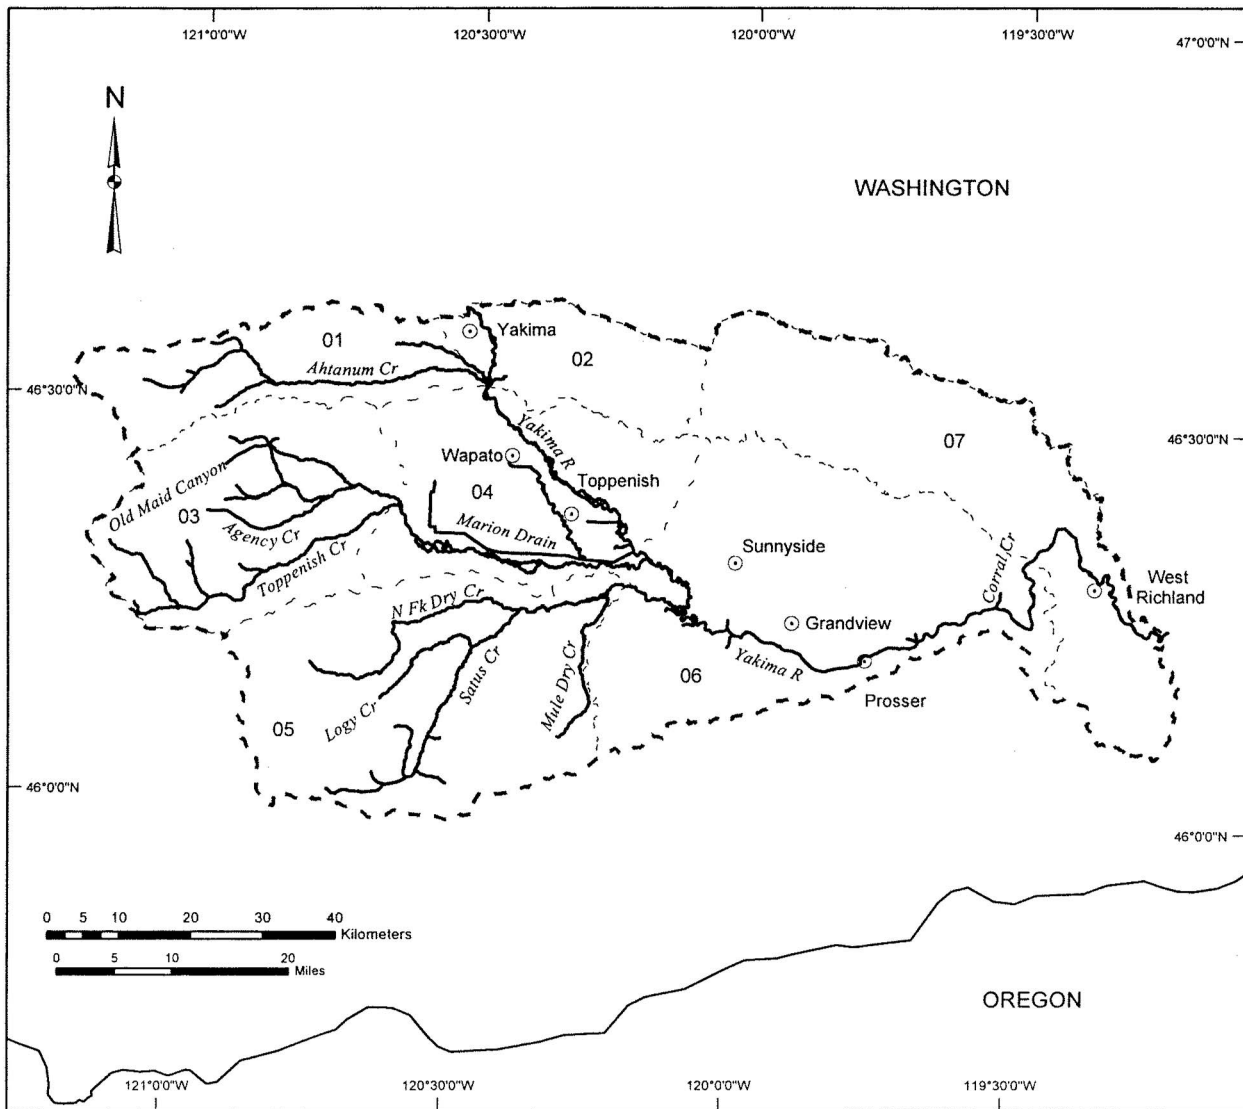 121°0'0"W
120°30'0"W
120°0'0"W
119°30'0"W
47°0'0"N
N
WASHINGTON
01
Yakima
02
Ahtanum Cr
46°30'0"N
Yakima R
07
46°30'0"N
Wapato
Toppenish
Old Maid Canyon
04
03
Agency Cr
Marion Drain
Sunnyside
Corral Cr
Toppenish Cr
West
Richland
N Fk Dry Cr
Grandview
Satus Cr
Mule Dry Cr
Yakima R
06
Prosser
Logy Cr
05
46°0'0"N
46°0'0"N
0 5 10 20 30 40
Kilometers
0 5 10 20
Miles
OREGON
121°0'0"W
120°30'0"W
120°0'0"W
119°30'0"W